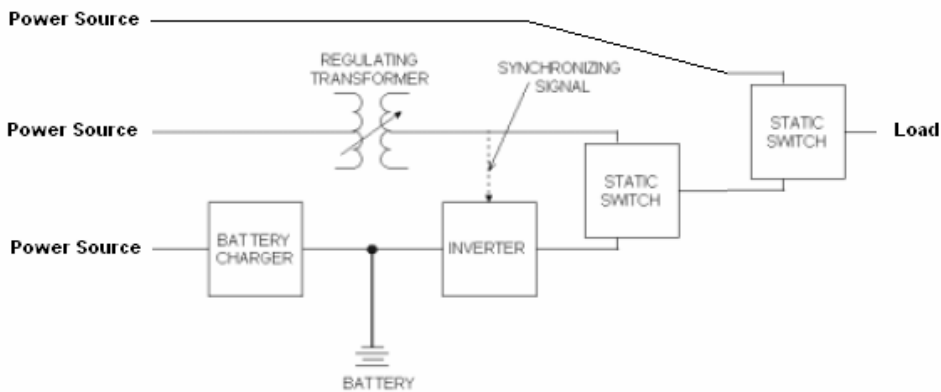 Power Source
REGULATING
TRANSFORMER
SYNCHRONIZING
SIGNAL
Power Source
STATIC
SWITCH
Load
STATIC
SWITCH
Power Source
BATTERY
CHARGER
INVERTER
BATTERY